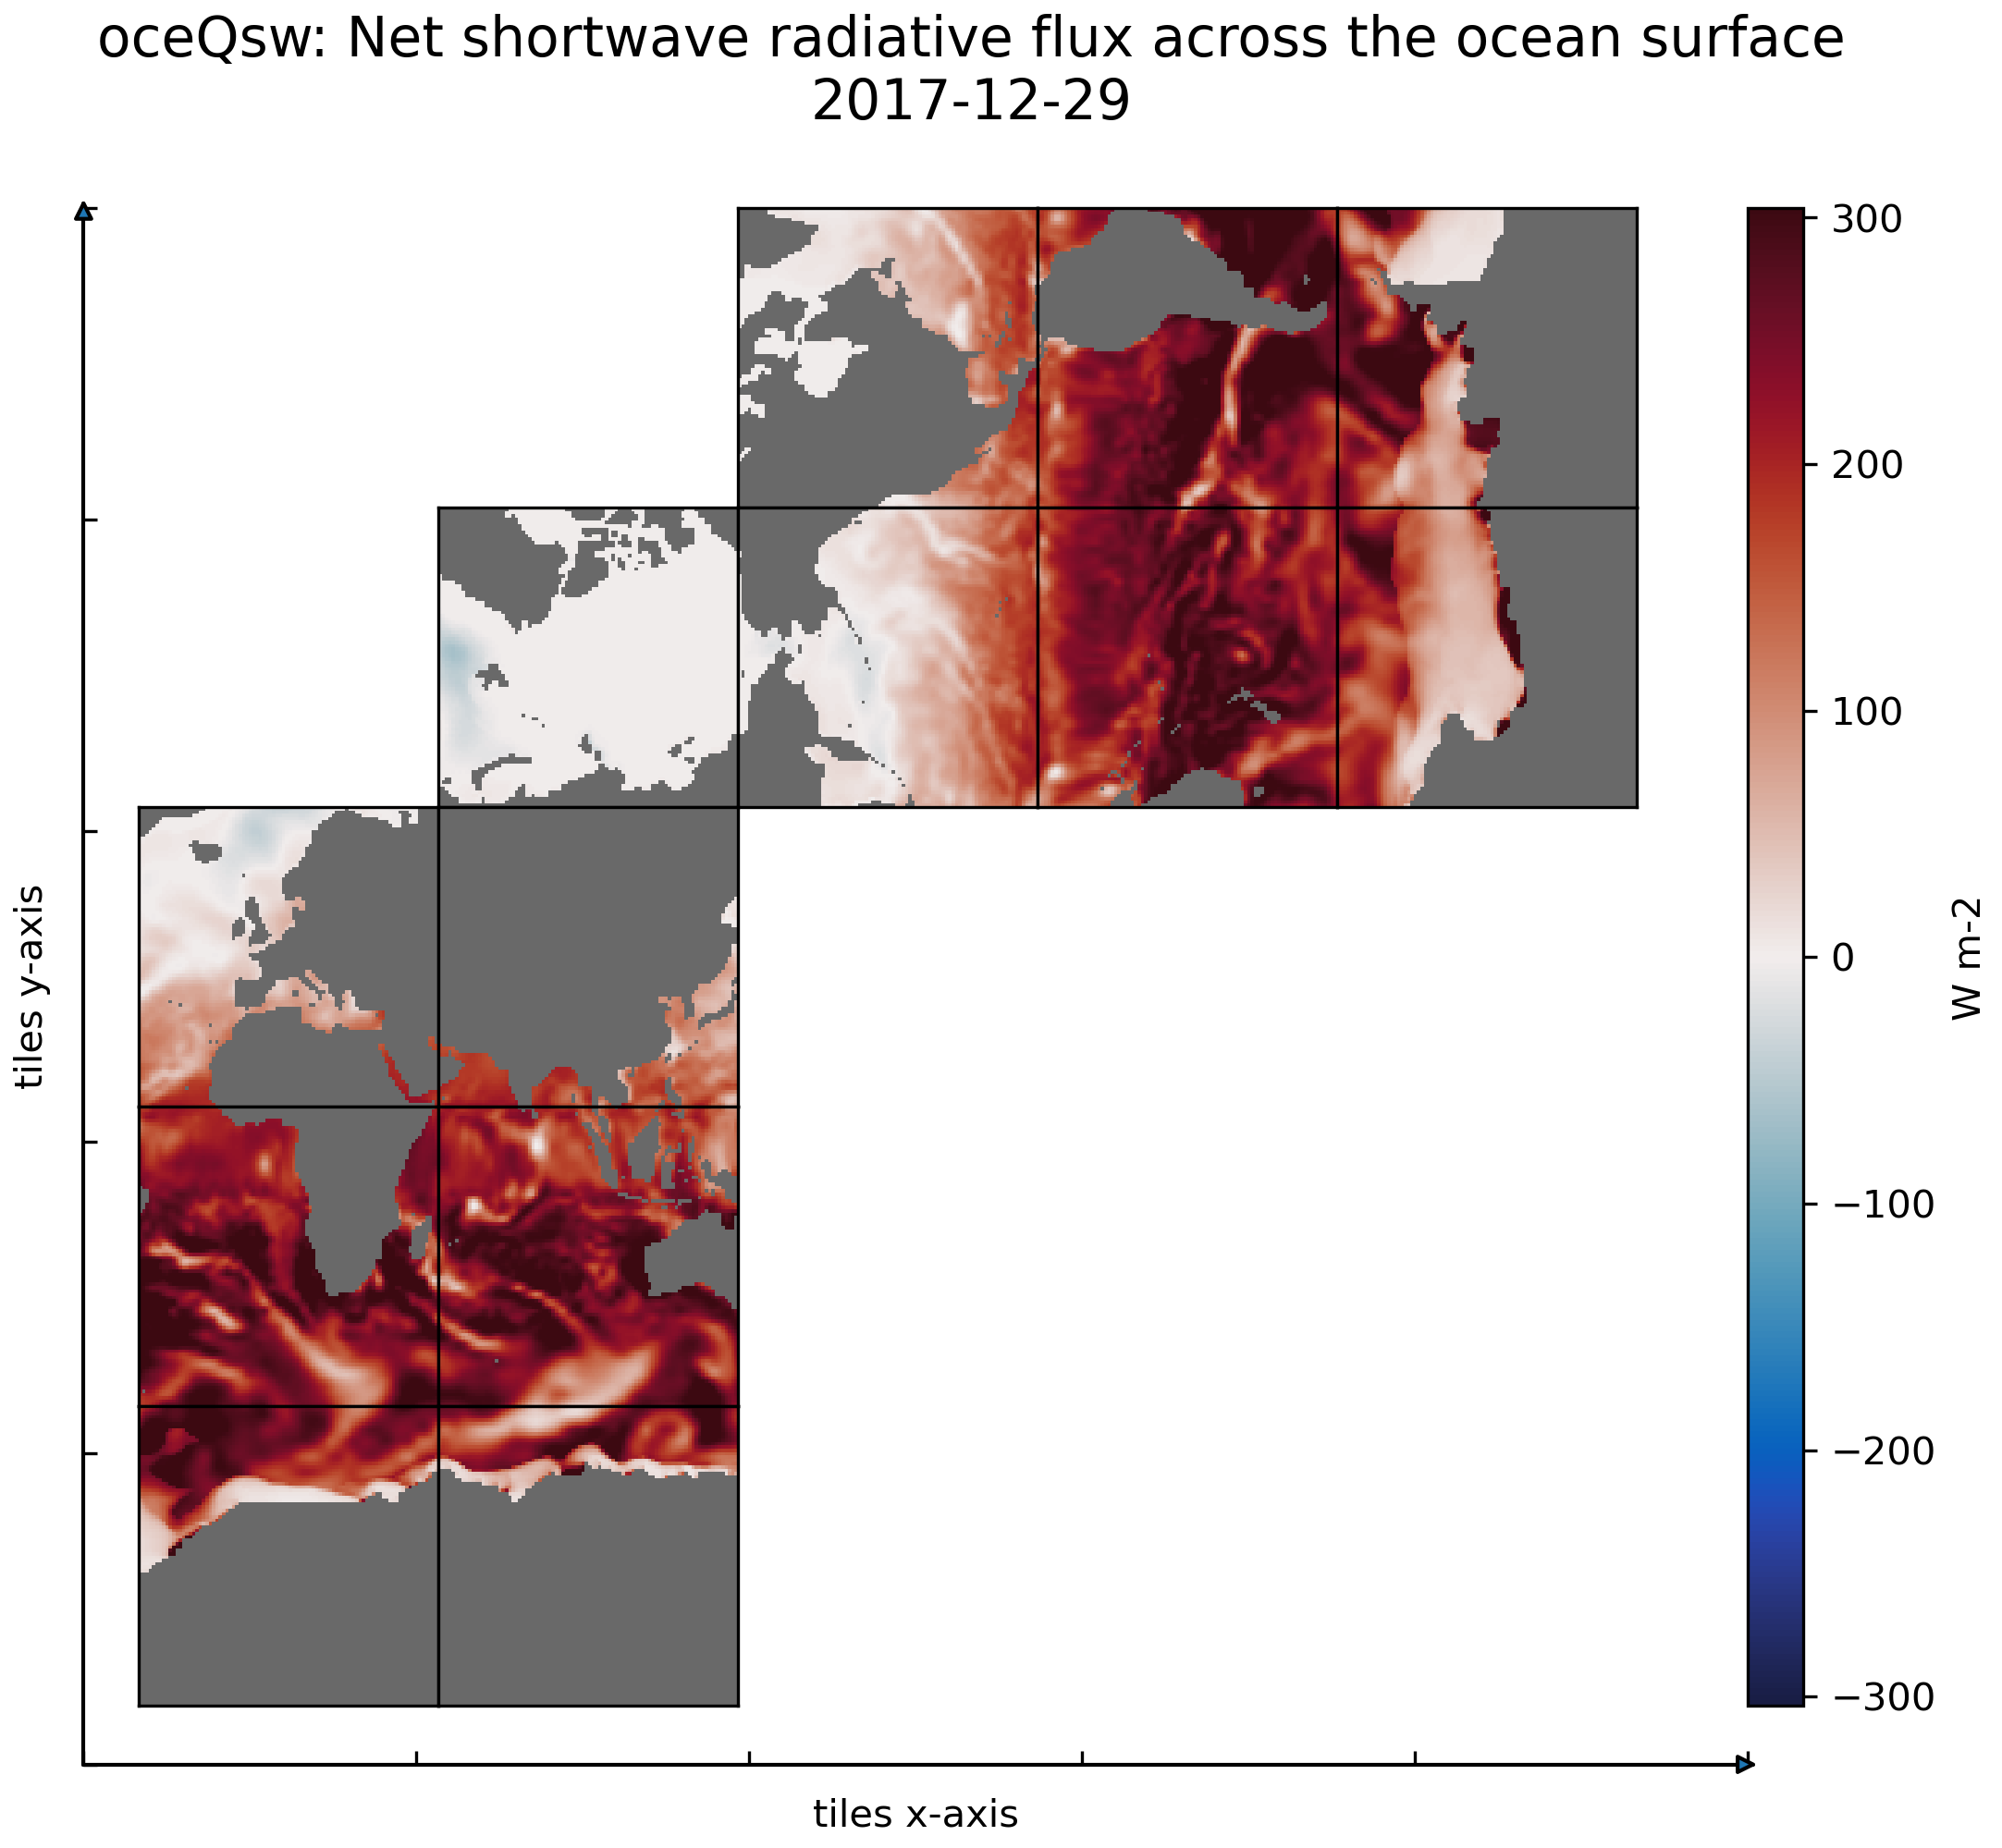 oceQsw: Net shortwave radiative flux across the ocean surface
2017-12-29
tiles y-axis
tiles x-axis
300
200
100
0
−100
−200
−300
W m-2